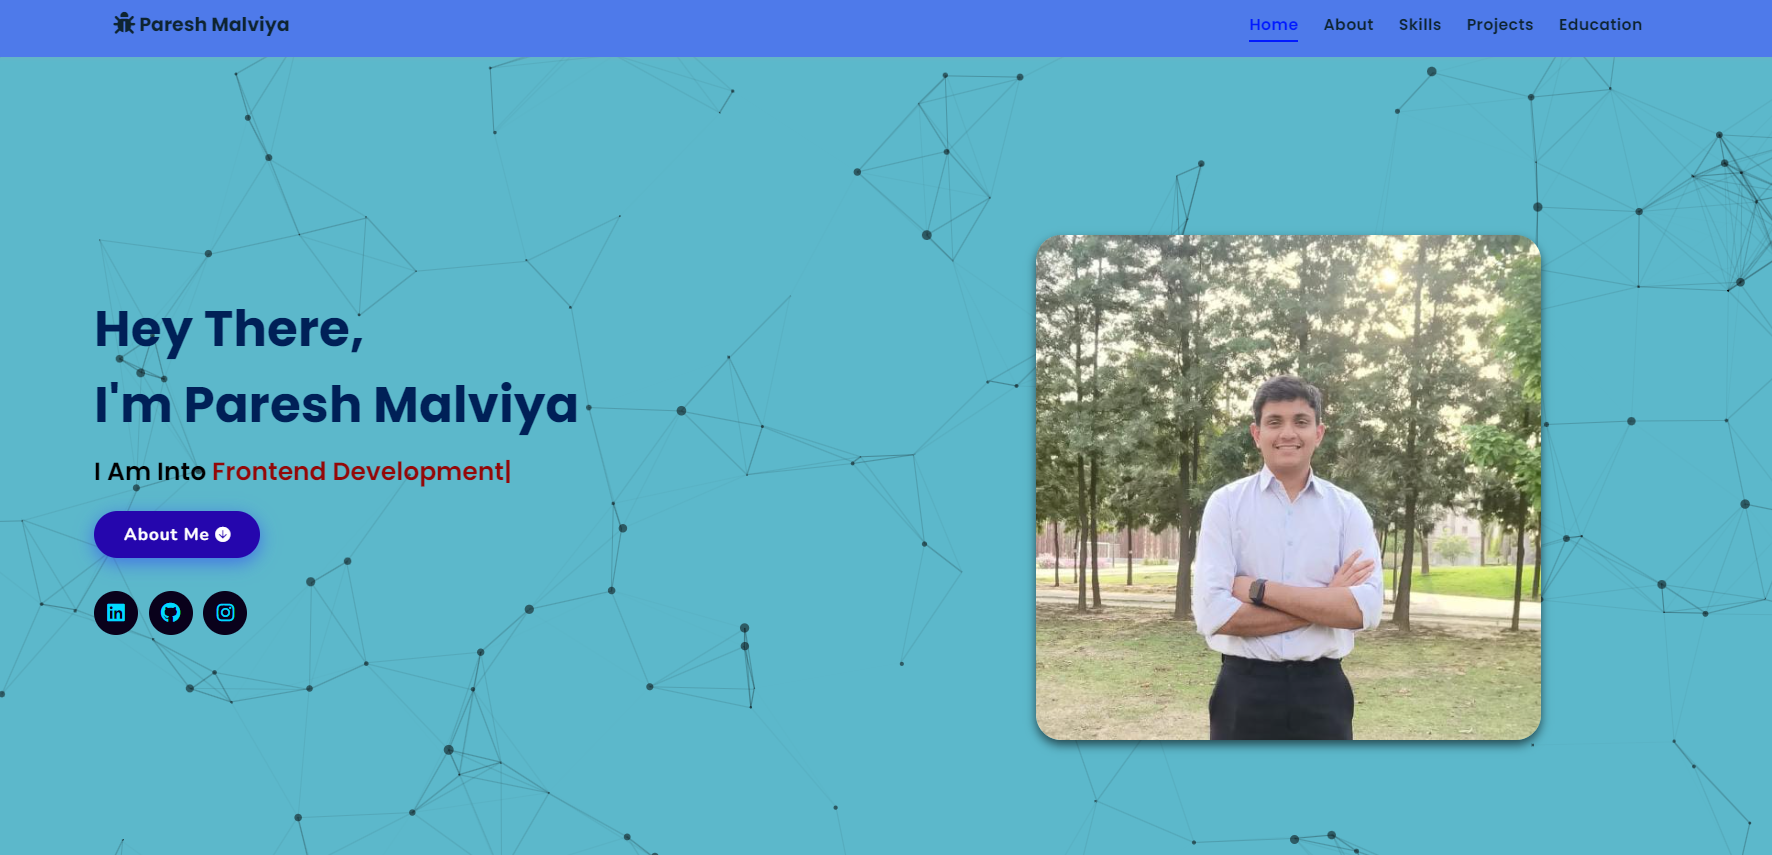 Paresh Malviya
Home About Skills Projects Education
Hey There,
I'm Paresh Malviya
I Am Into Frontend Development|
About Me